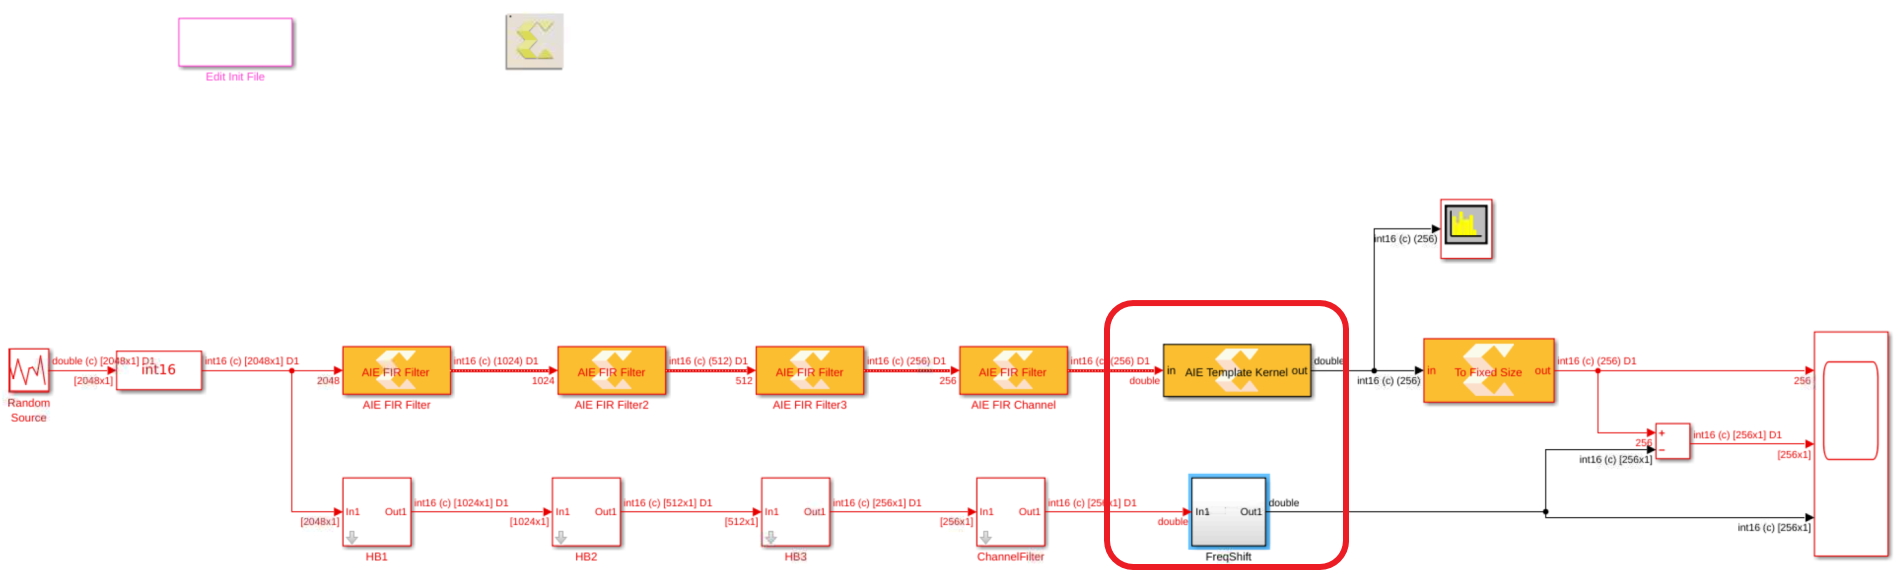 Edit Init File
int16 (c) (256)
double (c) [2048x1] D1
[2048x1]
int16
int16 (c) [2048x1] D1
2048
AIE FIR Filter
AIE FIR Filter
int16 (c) (1024) D1
1024
AIE FIR Filter
AIE FIR Filter2
int16 (c) (512) D1
512
AIE FIR Filter
AIE FIR Filter3
int16 (c) (256) D1
256
AIE FIR Filter
AIE FIR Channel
int16 (c) (256) D1
double
in
AIE Template Kernel
out
double
int16 (c) (256)
in
To Fixed Size
out
int16 (c) (256) D1
256
Random
Source
+
256
−
int16 (c) [256x1]
int16 (c) [256x1] D1
[256x1]
[2048x1]
In1
Out1
HB1
int16 (c) [1024x1] D1
[1024x1]
In1
Out1
HB2
int16 (c) [512x1] D1
[512x1]
In1
Out1
HB3
int16 (c) [256x1] D1
[256x1]
In1
Out1
ChannelFilter
int16 (c) [256x1] D1
double
In1
Out1
FreqShift
double
int16 (c) [256x1]